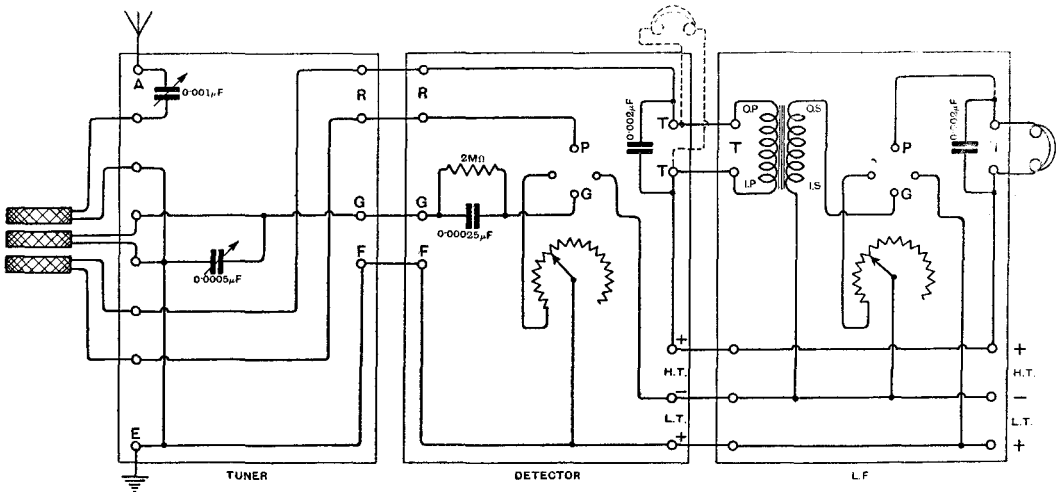 A
0·001μF
R
R
0·002μF
O.P
O.S
0·002μF
P
T
T
P
2MΩ
T
I.P
I.S
G
G
G
G
0·00025μF
F
F
0·0005μF
+
+
H.T.
H.T.
−
−
L.T.
L.T.
E
+
+
TUNER
DETECTOR
L.F